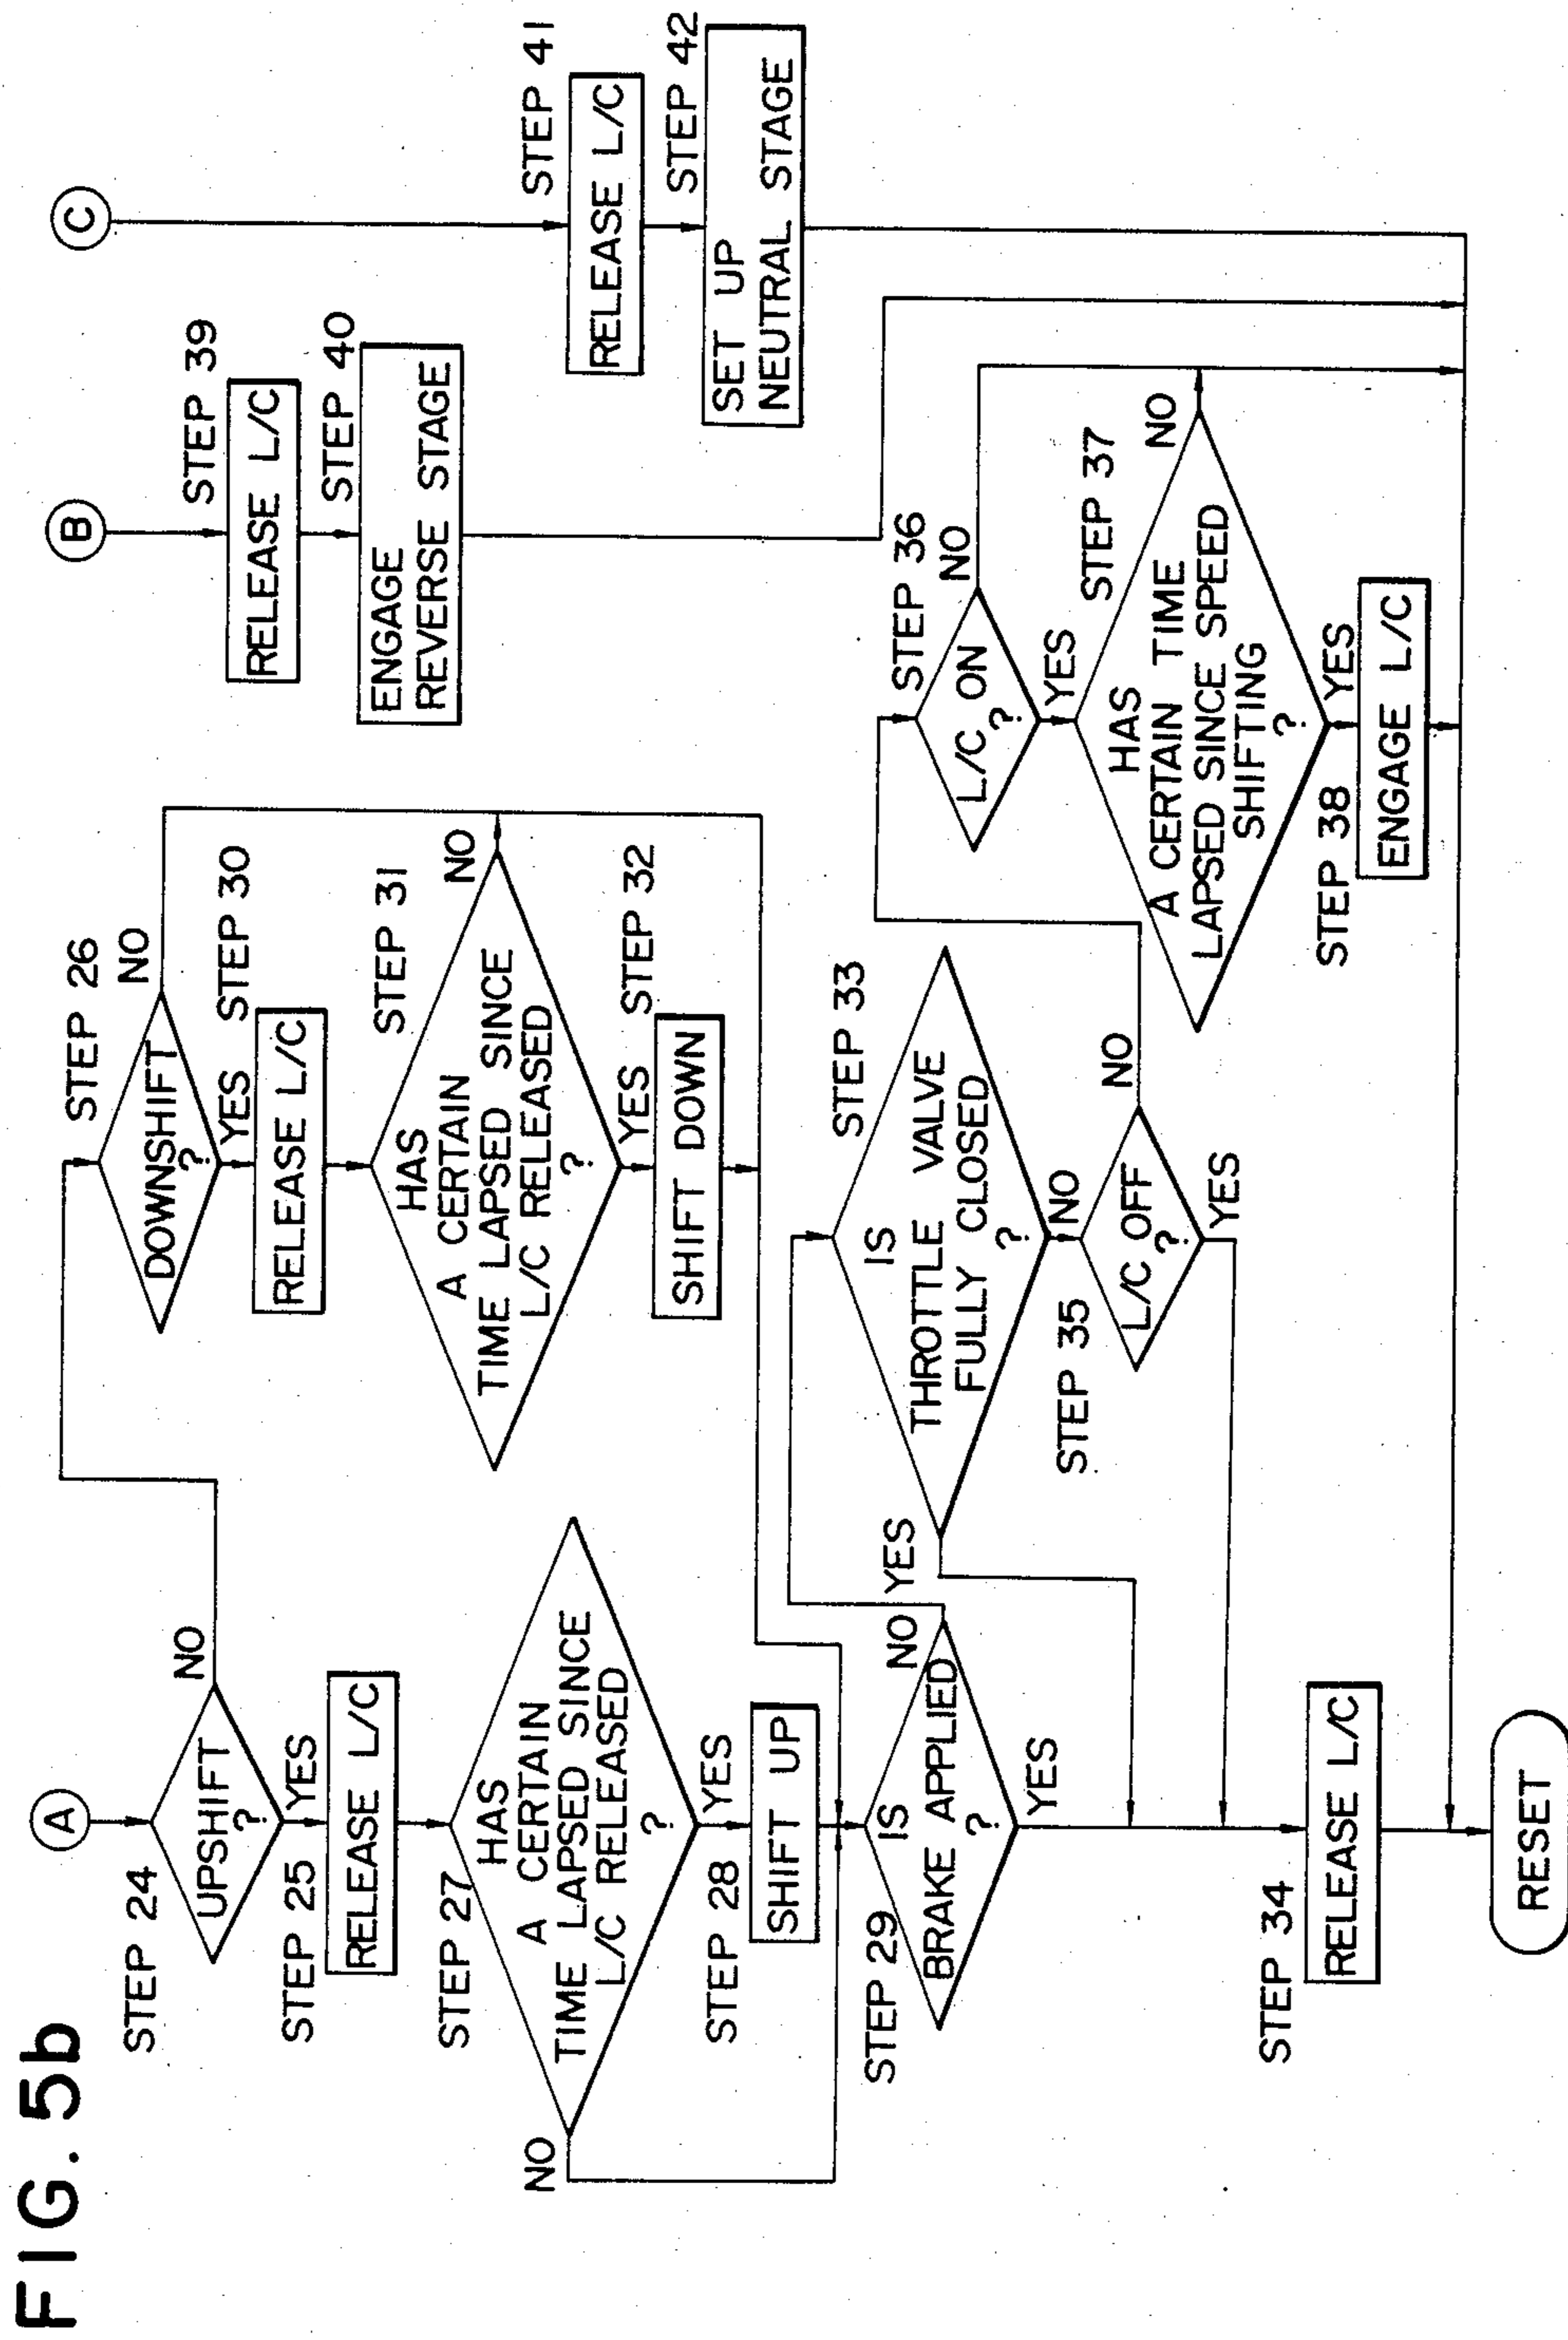 FIG. 5b
A
STEP 24
UPSHIFT
?
NO
YES
STEP 25
RELEASE L/C
STEP 27
HAS
A CERTAIN
TIME LAPSED SINCE
L/C RELEASED
?
NO
YES
STEP 28
SHIFT UP
STEP 29
IS
BRAKE APPLIED
?
NO
YES
STEP 34
RELEASE L/C
RESET
STEP 26
DOWNSHIFT
?
NO
YES
STEP 30
RELEASE L/C
STEP 31
HAS
A CERTAIN
TIME LAPSED SINCE
L/C RELEASED
?
NO
YES
STEP 32
SHIFT DOWN
STEP 33
IS
THROTTLE VALVE
FULLY CLOSED
?
YES
NO
STEP 35
L/C OFF
?
NO
YES
STEP 36
L/C ON
?
NO
YES
STEP 37
HAS
A CERTAIN TIME
LAPSED SINCE SPEED
SHIFTING
?
NO
YES
STEP 38
ENGAGE L/C
B
STEP 39
RELEASE L/C
STEP 40
ENGAGE
REVERSE STAGE
C
STEP 41
RELEASE L/C
STEP 42
SET UP
NEUTRAL STAGE